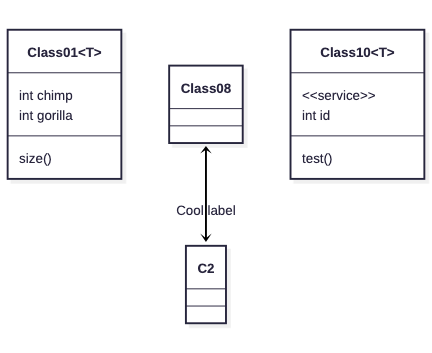 Class01<T>
int chimp
int gorilla
size()
Class08
Cool label
C2
Class10<T>
<<service>>
int id
test()